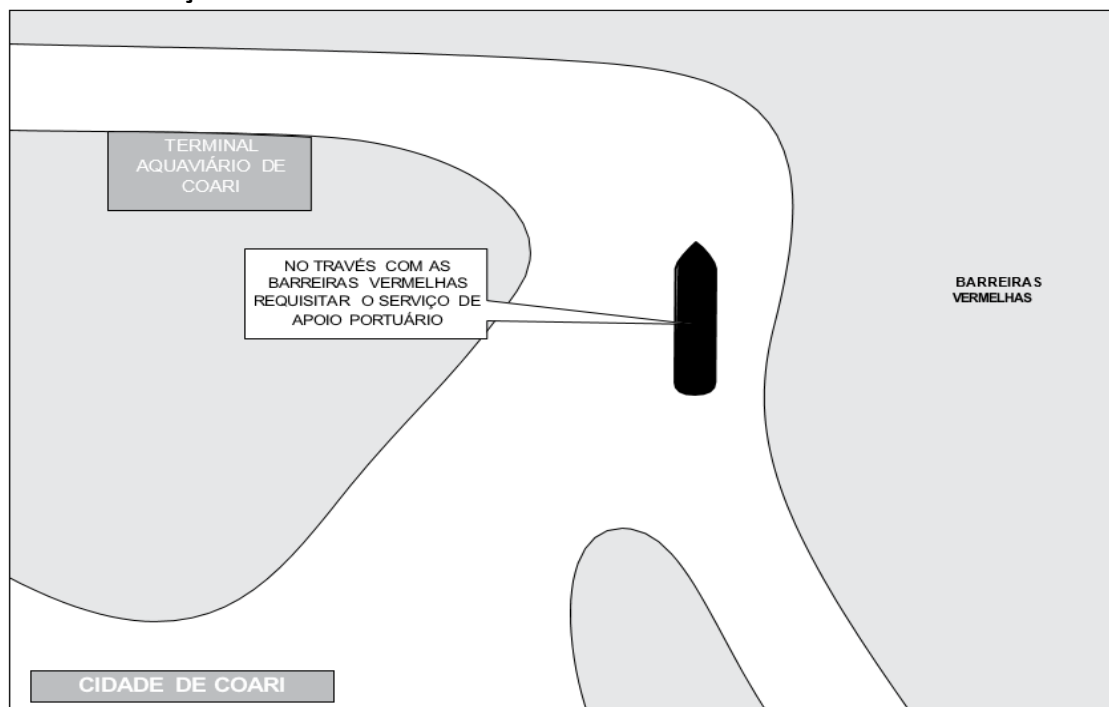 TERMINAL
AQUAVIÁRIO DE
COARI
NO TRAVÉS COM AS
BARREIRAS VERMELHAS
REQUISITAR O SERVIÇO DE
APOIO PORTUÁRIO
BARREIRAS
VERMELHAS
CIDADE DE COARI